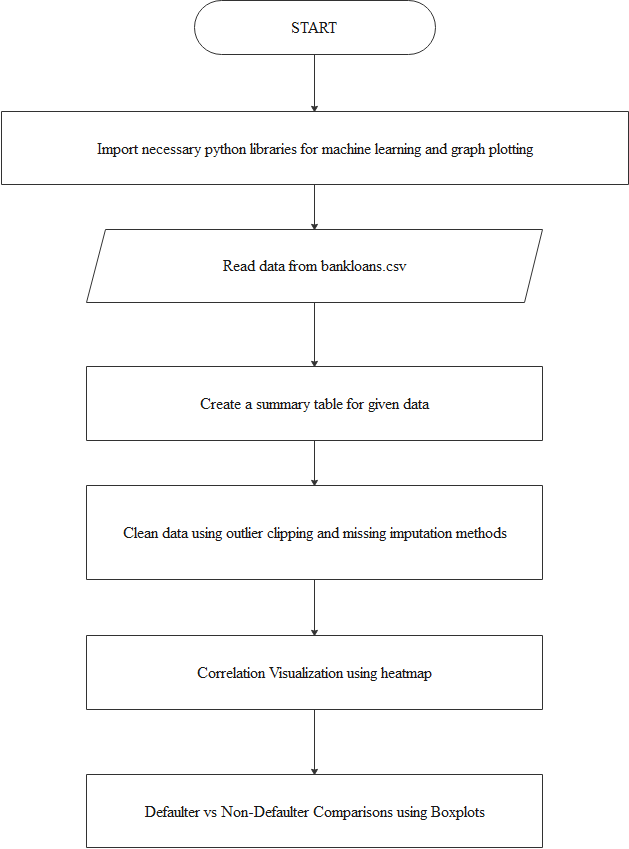 START
Import necessary python libraries for machine learning and graph plotting
Read data from bankloans.csv
Create a summary table for given data
Clean data using outlier clipping and missing imputation methods
Correlation Visualization using heatmap
Defaulter vs Non-Defaulter Comparisons using Boxplots